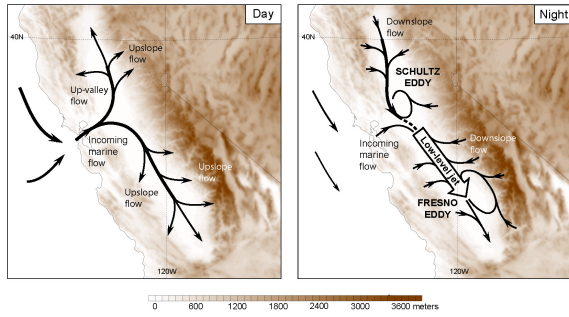 Day
40N
Upslope
flow
Up-valley
flow
Incoming
marine
flow
Upslope
flow
Upslope
flow
120W
Night
40N
Downslope
flow
SCHULTZ
EDDY
Incoming
marine
flow
Downslope
flow
Low-level jet
FRESNO
EDDY
120W
0 600 1200 1800 2400 3000 3600 meters